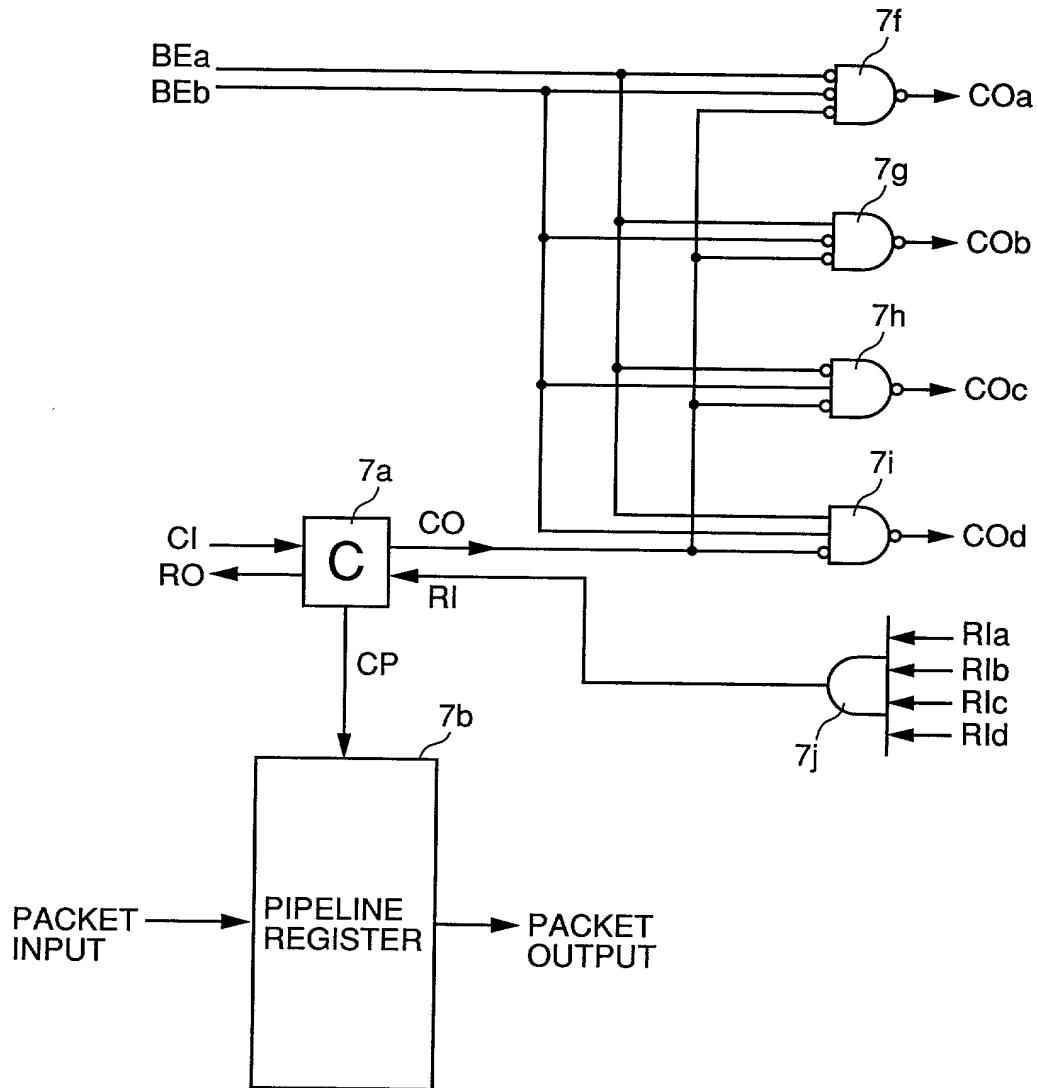 7f
BEa
BEb
COa
7g
COb
7h
COc
7a
7i
CI
CO
COd
RO
C
RI
RIa
CP
RIb
RIc
7b
7j
RId
PACKET
INPUT
PIPELINE
REGISTER
PACKET
OUTPUT